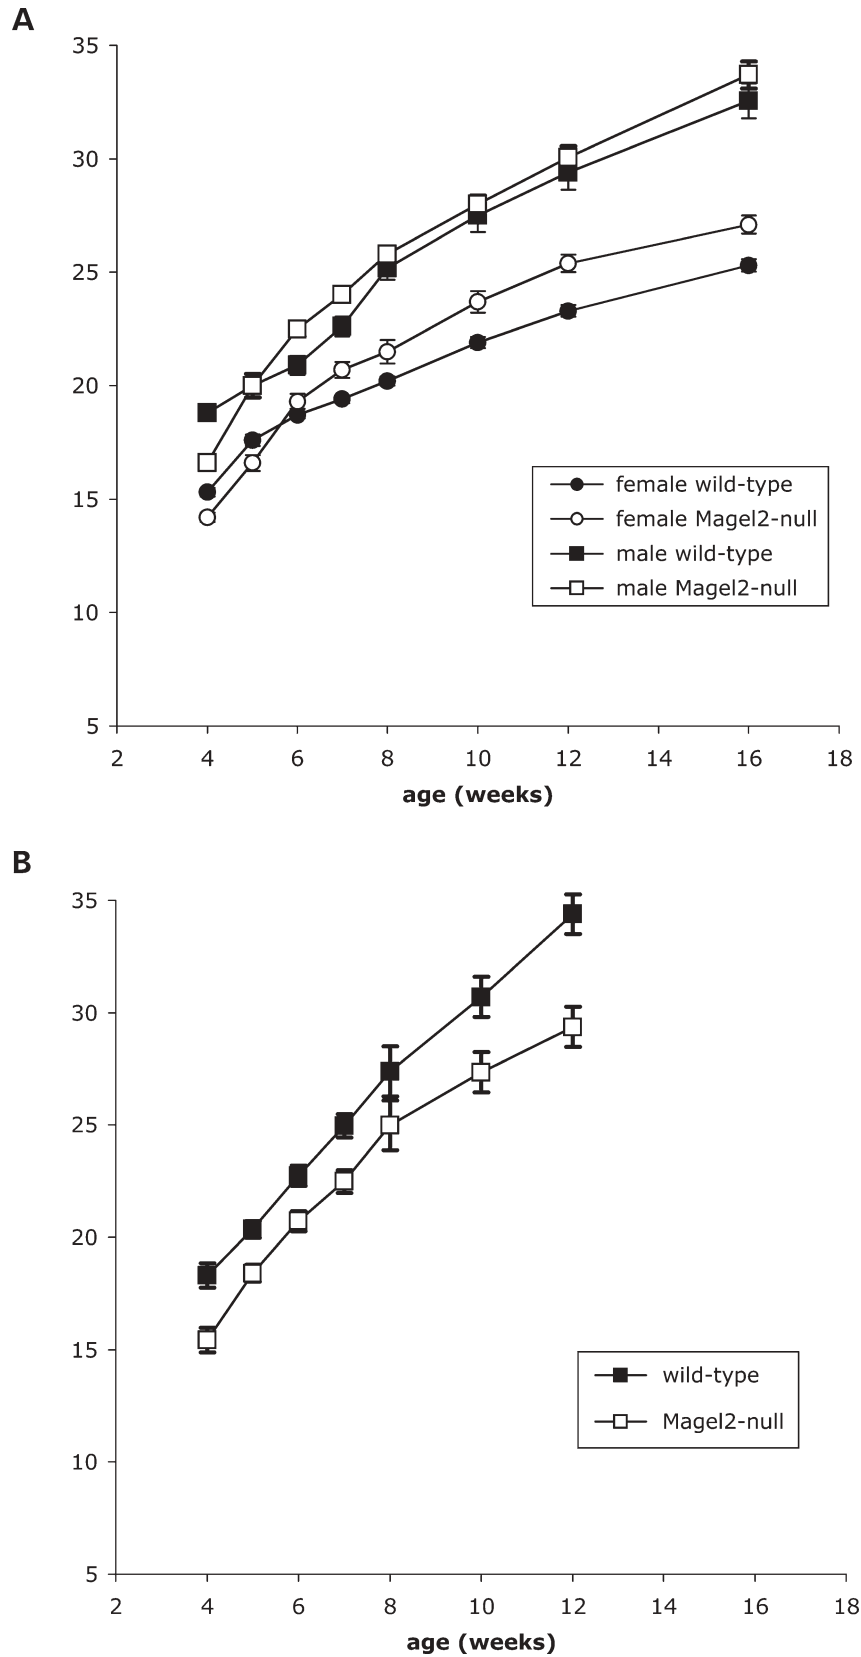 A
35
30
25
20
15
10
5
female wild-type
female Magel2-null
male wild-type
male Magel2-null
2 4 6 8 10 12 14 16 18
age (weeks)
B
35
30
25
20
15
10
5
wild-type
Magel2-null
2 4 6 8 10 12 14 16 18
age (weeks)